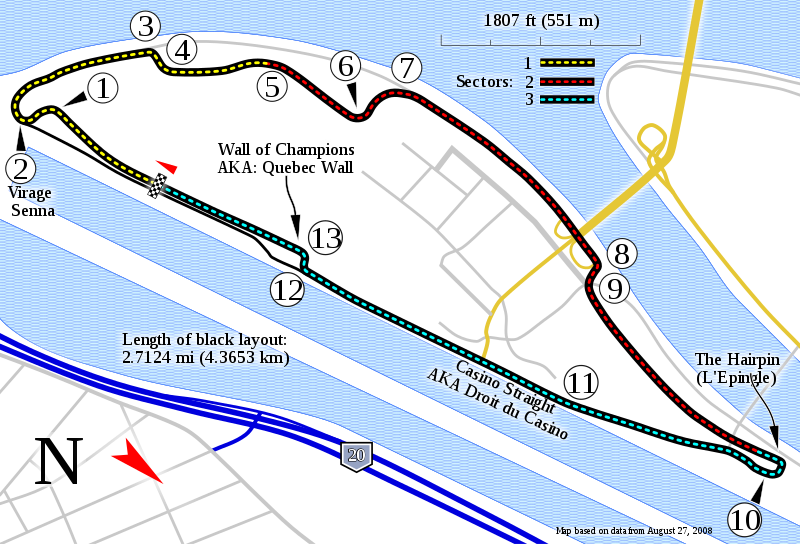 1807 ft (551 m)
Sectors:
1
2
3
3
4
5
6
7
1
2
Virage
Senna
Wall of Champions
AKA: Quebec Wall
13
12
8
9
Length of black layout:
2.7124 mi (4.3653 km)
The Hairpin
(L'Epingle)
Casino Straight
AKA Droit du Casino
11
N
20
10
Map based on data from August 27, 2008